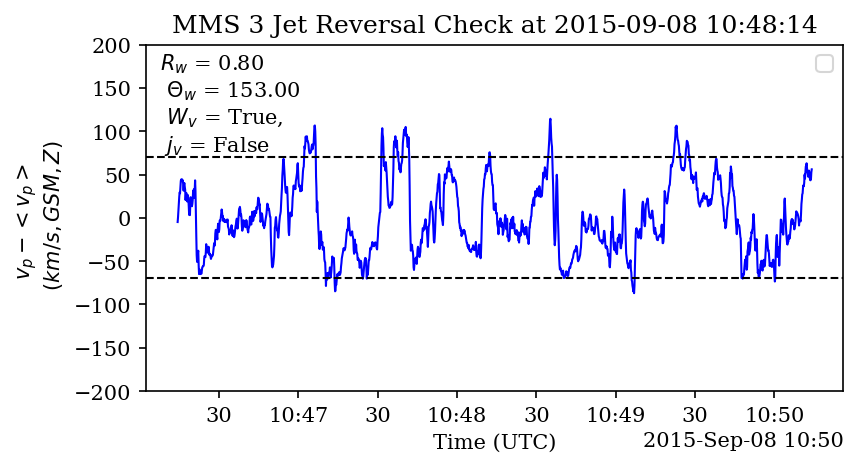 MMS 3 Jet Reversal Check at 2015-09-08 10:48:14
R_w = 0.80
Θ_w = 153.00
W_v = True,
j_v = False
200
150
100
50
0
−50
−100
−150
−200
v_p − < v_p >
(km/s, GSM, Z)
30 10:47 30 10:48 30 10:49 30 10:50
Time (UTC) 2015-Sep-08 10:50